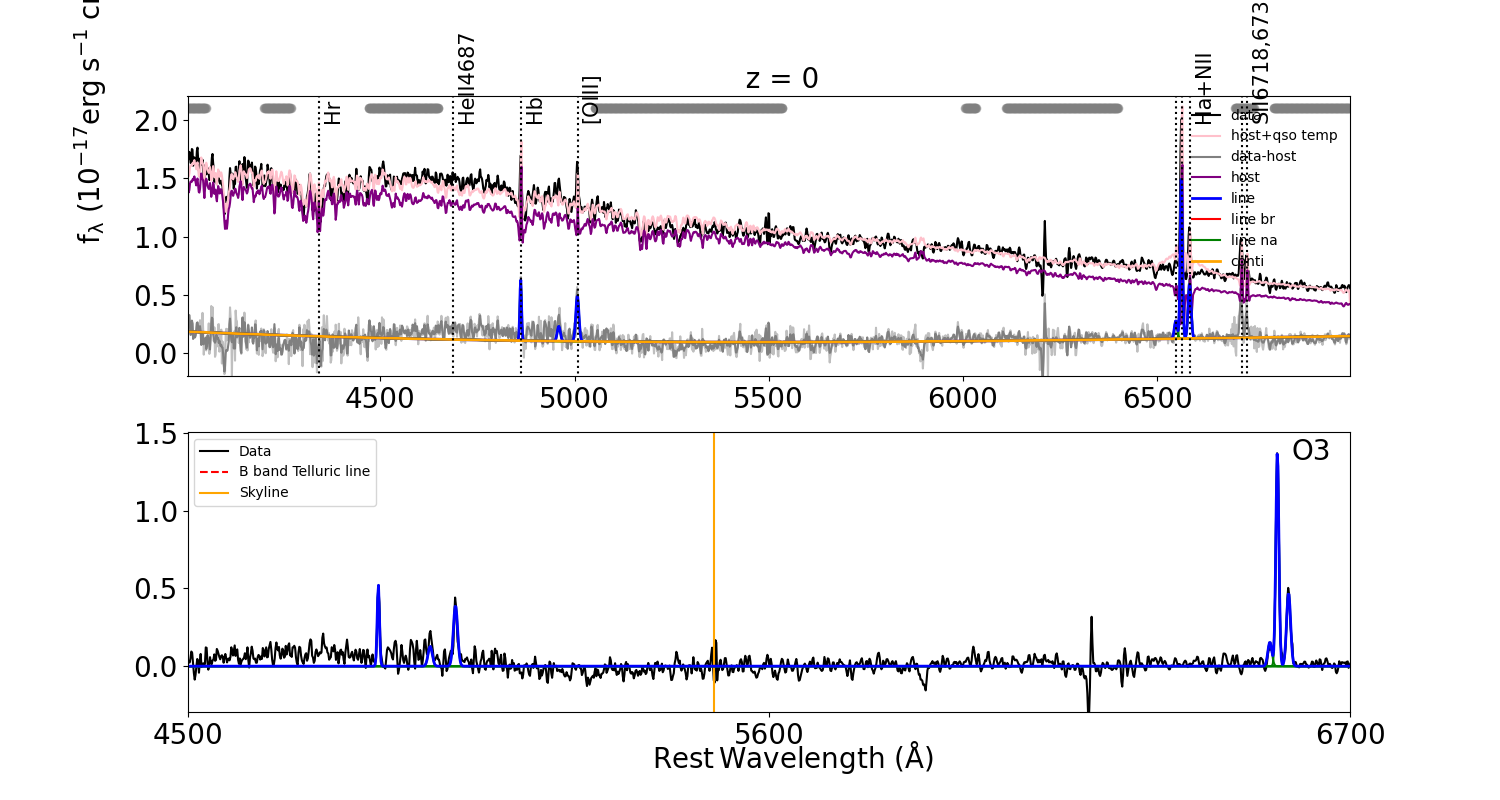 z = 0
fλ (10−17erg s−1 cm
Hr
HeII4687
Hb
[OIII]
Ha+NII
SII6718,673
2.0
1.5
1.0
0.5
0.0
data
host+qso temp
data-host
host
line
line br
line na
conti
4500
5000
5500
6000
6500
1.5
1.0
0.5
0.0
Data
B band Telluric line
Skyline
O3
4500
5600
6700
Rest Wavelength (Å)